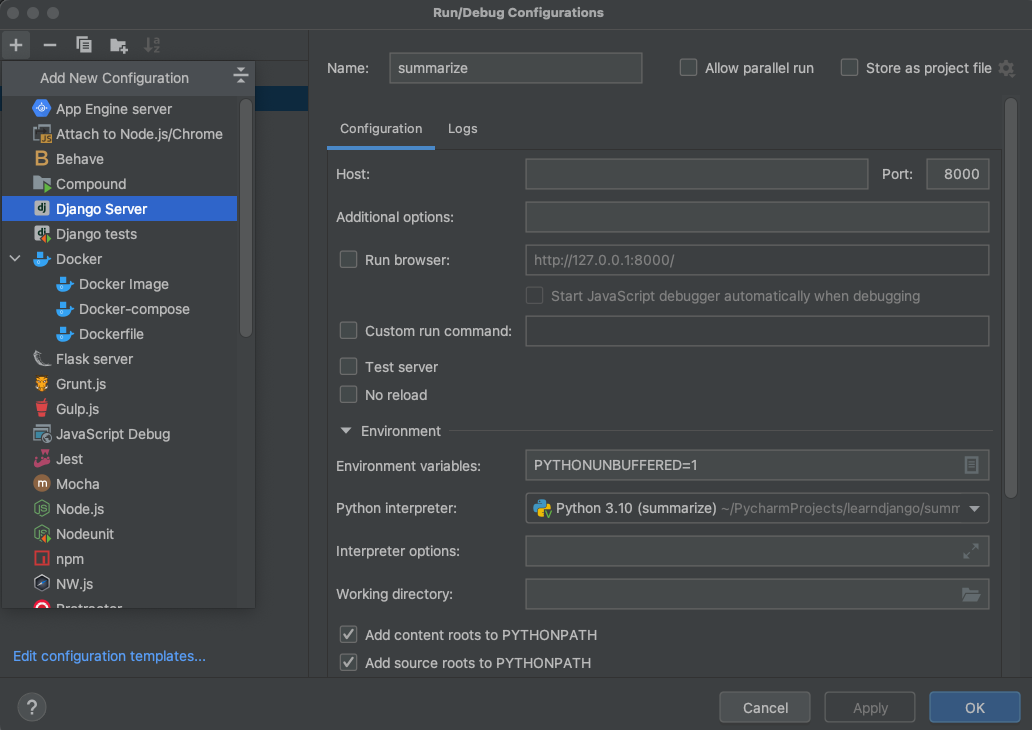 Run/Debug Configurations
Add New Configuration
App Engine server
Attach to Node.js/Chrome
Behave
Compound
Django Server
Django tests
Docker
Docker Image
Docker-compose
Dockerfile
Flask server
Grunt.js
Gulp.js
JavaScript Debug
Jest
Mocha
Node.js
Nodeunit
npm
NW.js
Protractor
Edit configuration templates...
Name: summarize
Allow parallel run
Store as project file
Configuration Logs
Host: Port: 8000
Additional options:
Run browser: http://127.0.0.1:8000/
Start JavaScript debugger automatically when debugging
Custom run command:
Test server
No reload
Environment
Environment variables: PYTHONUNBUFFERED=1
Python interpreter: Python 3.10 (summarize) ~/PycharmProjects/learndjango/summ
Interpreter options:
Working directory:
Add content roots to PYTHONPATH
Add source roots to PYTHONPATH
? Cancel Apply OK